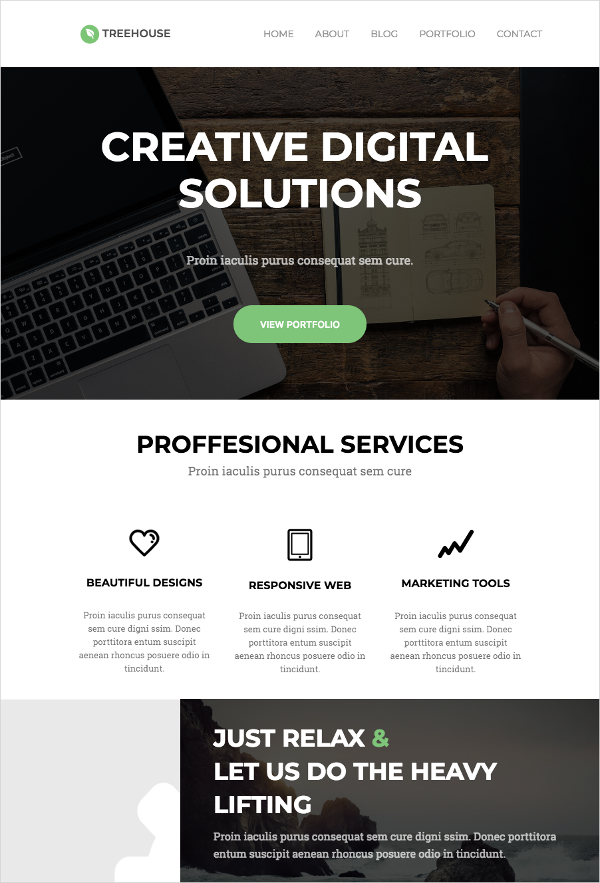 TREEHOUSE
HOME ABOUT BLOG PORTFOLIO CONTACT
CREATIVE DIGITAL
SOLUTIONS
Proin iaculis purus consequat sem cure.
VIEW PORTFOLIO
PROFFESIONAL SERVICES
Proin iaculis purus consequat sem cure
BEAUTIFUL DESIGNS
Proin iaculis purus consequat
sem cure digni ssim. Donec
porttitora entum suscipit
aenean rhoncus posuere odio in
tincidunt.
RESPONSIVE WEB
Proin iaculis purus consequat
sem cure digni ssim. Donec
porttitora entum suscipit
aenean rhoncus posuere odio in
tincidunt.
MARKETING TOOLS
Proin iaculis purus consequat
sem cure digni ssim. Donec
porttitora entum suscipit
aenean rhoncus posuere odio in
tincidunt.
JUST RELAX &
LET US DO THE HEAVY
LIFTING
Proin iaculis purus consequat sem cure digni ssim. Donec porttitora
entum suscipit aenean rhoncus posuere odio in tincidunt.